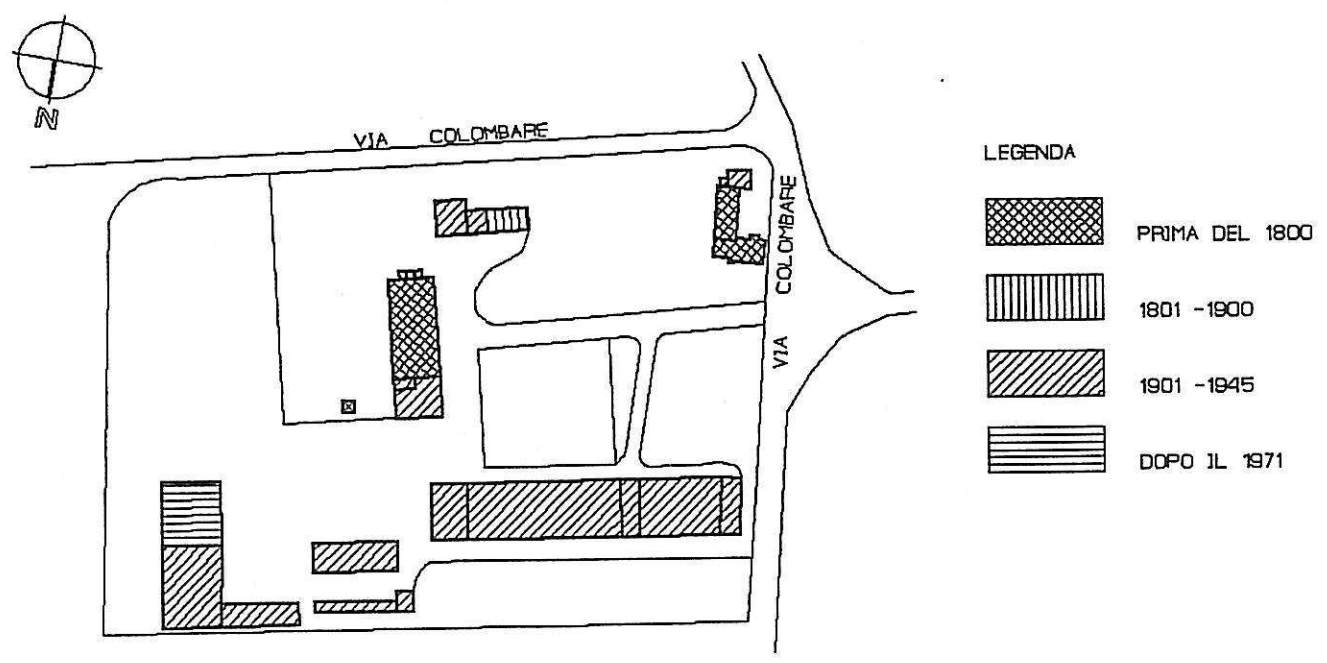 N
VIA COLOMBARE
VIA COLOMBARE
LEGENDA
PRIMA DEL 1800
1801 -1900
1901 -1945
DOPO IL 1971